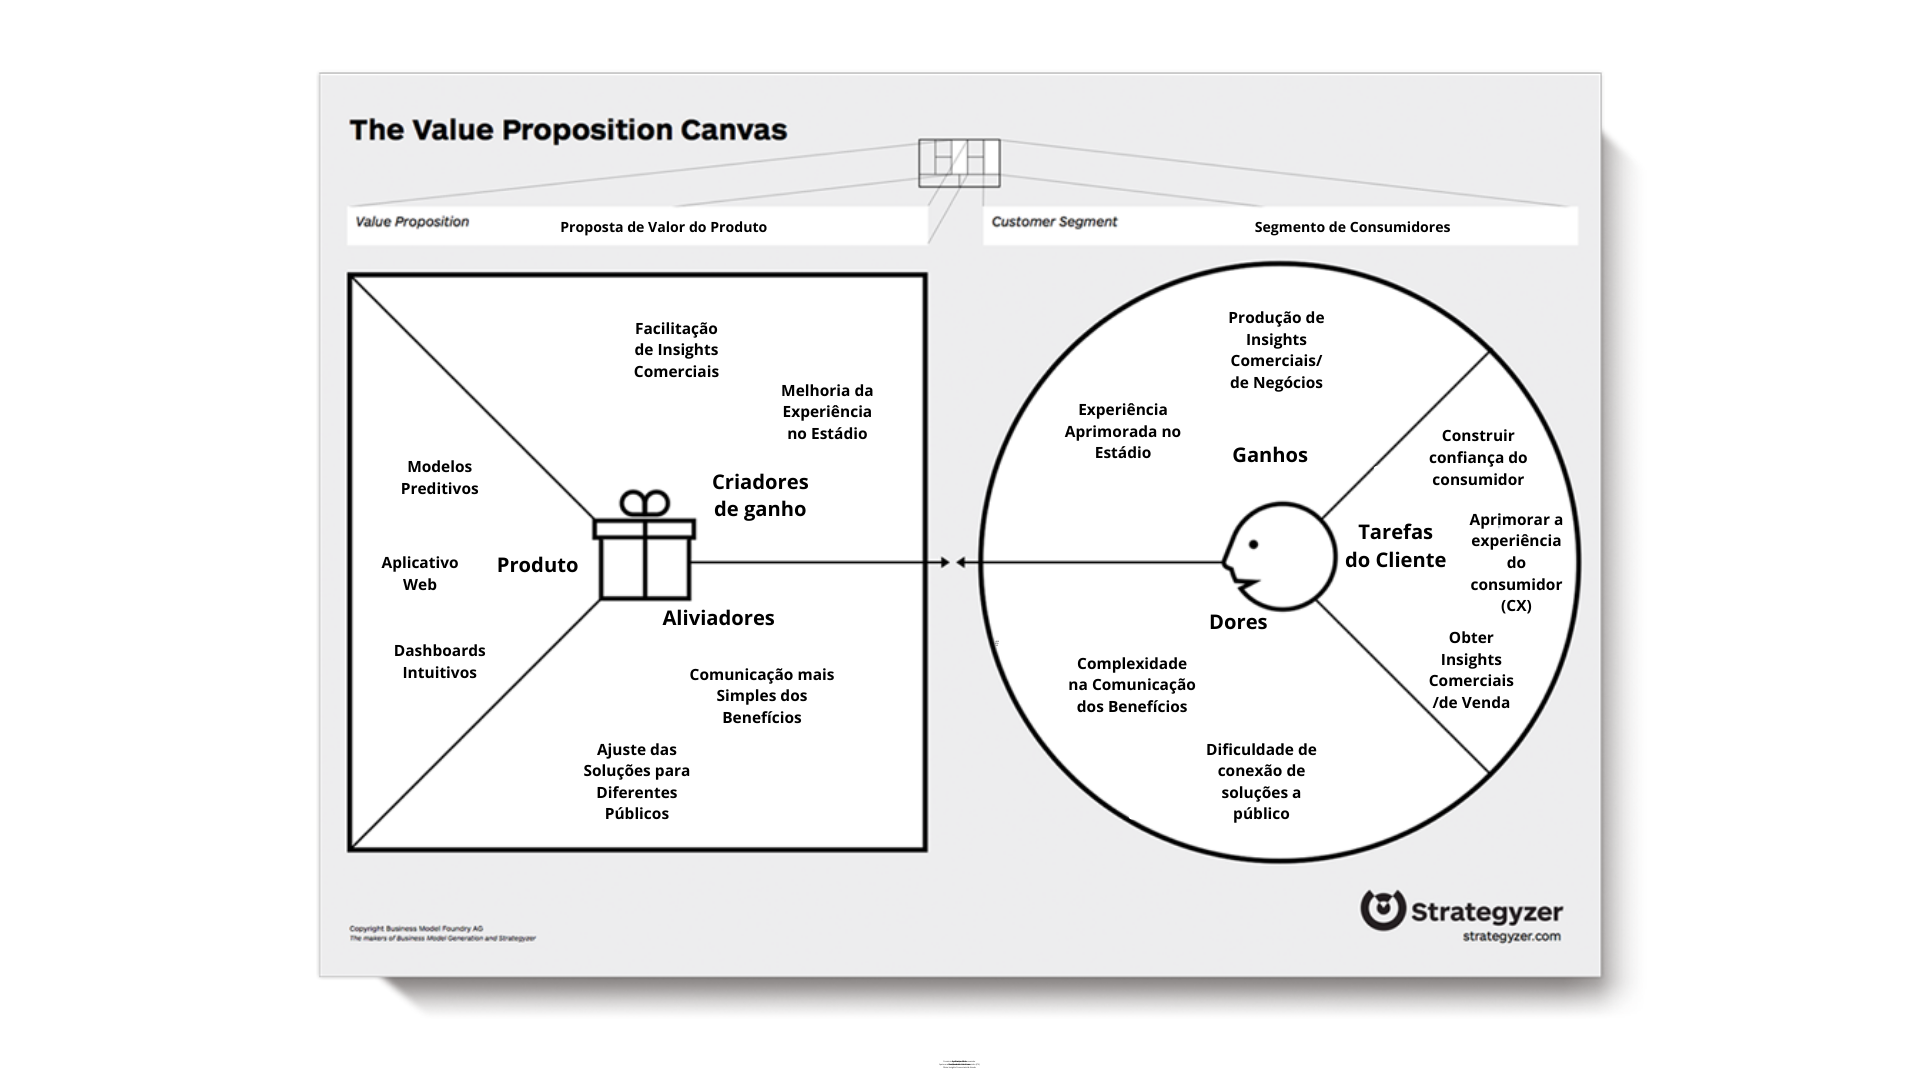 The Value Proposition Canvas
Value Proposition
Proposta de Valor do Produto
Customer Segment
Segmento de Consumidores
Facilitação
de Insights
Comerciais
Melhoria da
Experiência
no Estádio
Criadores
de ganho
Modelos
Preditivos
Aplicativo
Web
Produto
Dashboards
Intuitivos
Aliviadores
Comunicação mais
Simples dos
Benefícios
Ajuste das
Soluções para
Diferentes
Públicos
Produção de
Insights
Comerciais/
de Negócios
Experiência
Aprimorada no
Estádio
Ganhos
Construir
confiança do
consumidor
Tarefas
do Cliente
Aprimorar a
experiência
do
consumidor
(CX)
Obter
Insights
Comerciais
/de Venda
Dores
Complexidade
na Comunicação
dos Benefícios
Dificuldade de
conexão de
soluções a
público
Copyright Business Model Foundry AG
The makers of Business Model Generation and Strategyzer
Strategyzer
strategyzer.com